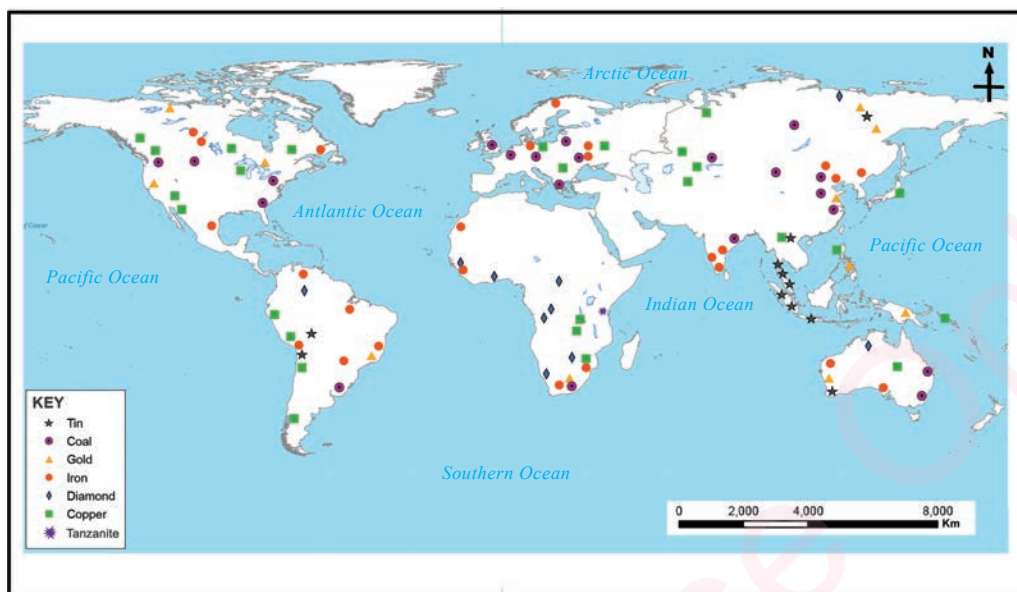 Arctic Ocean
N
Antlantic Ocean
Pacific Ocean
Pacific Ocean
Indian Ocean
Southern Ocean
KEY
Tin
Coal
Gold
Iron
Diamond
Copper
Tanzanite
0 2,000 4,000 8,000
Km